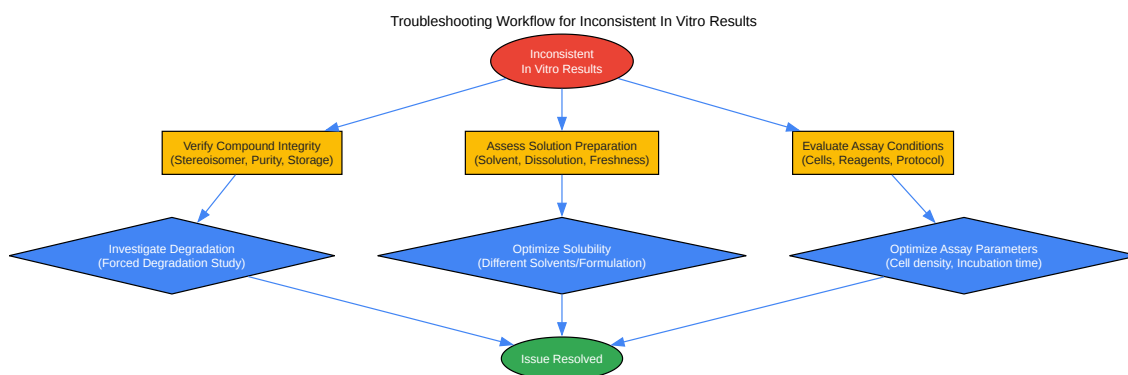 Troubleshooting Workflow for Inconsistent In Vitro Results
Inconsistent
In Vitro Results
Verify Compound Integrity
(Stereoisomer, Purity, Storage)
Assess Solution Preparation
(Solvent, Dissolution, Freshness)
Evaluate Assay Conditions
(Cells, Reagents, Protocol)
Investigate Degradation
(Forced Degradation Study)
Optimize Solubility
(Different Solvents/Formulation)
Optimize Assay Parameters
(Cell density, Incubation time)
Issue Resolved